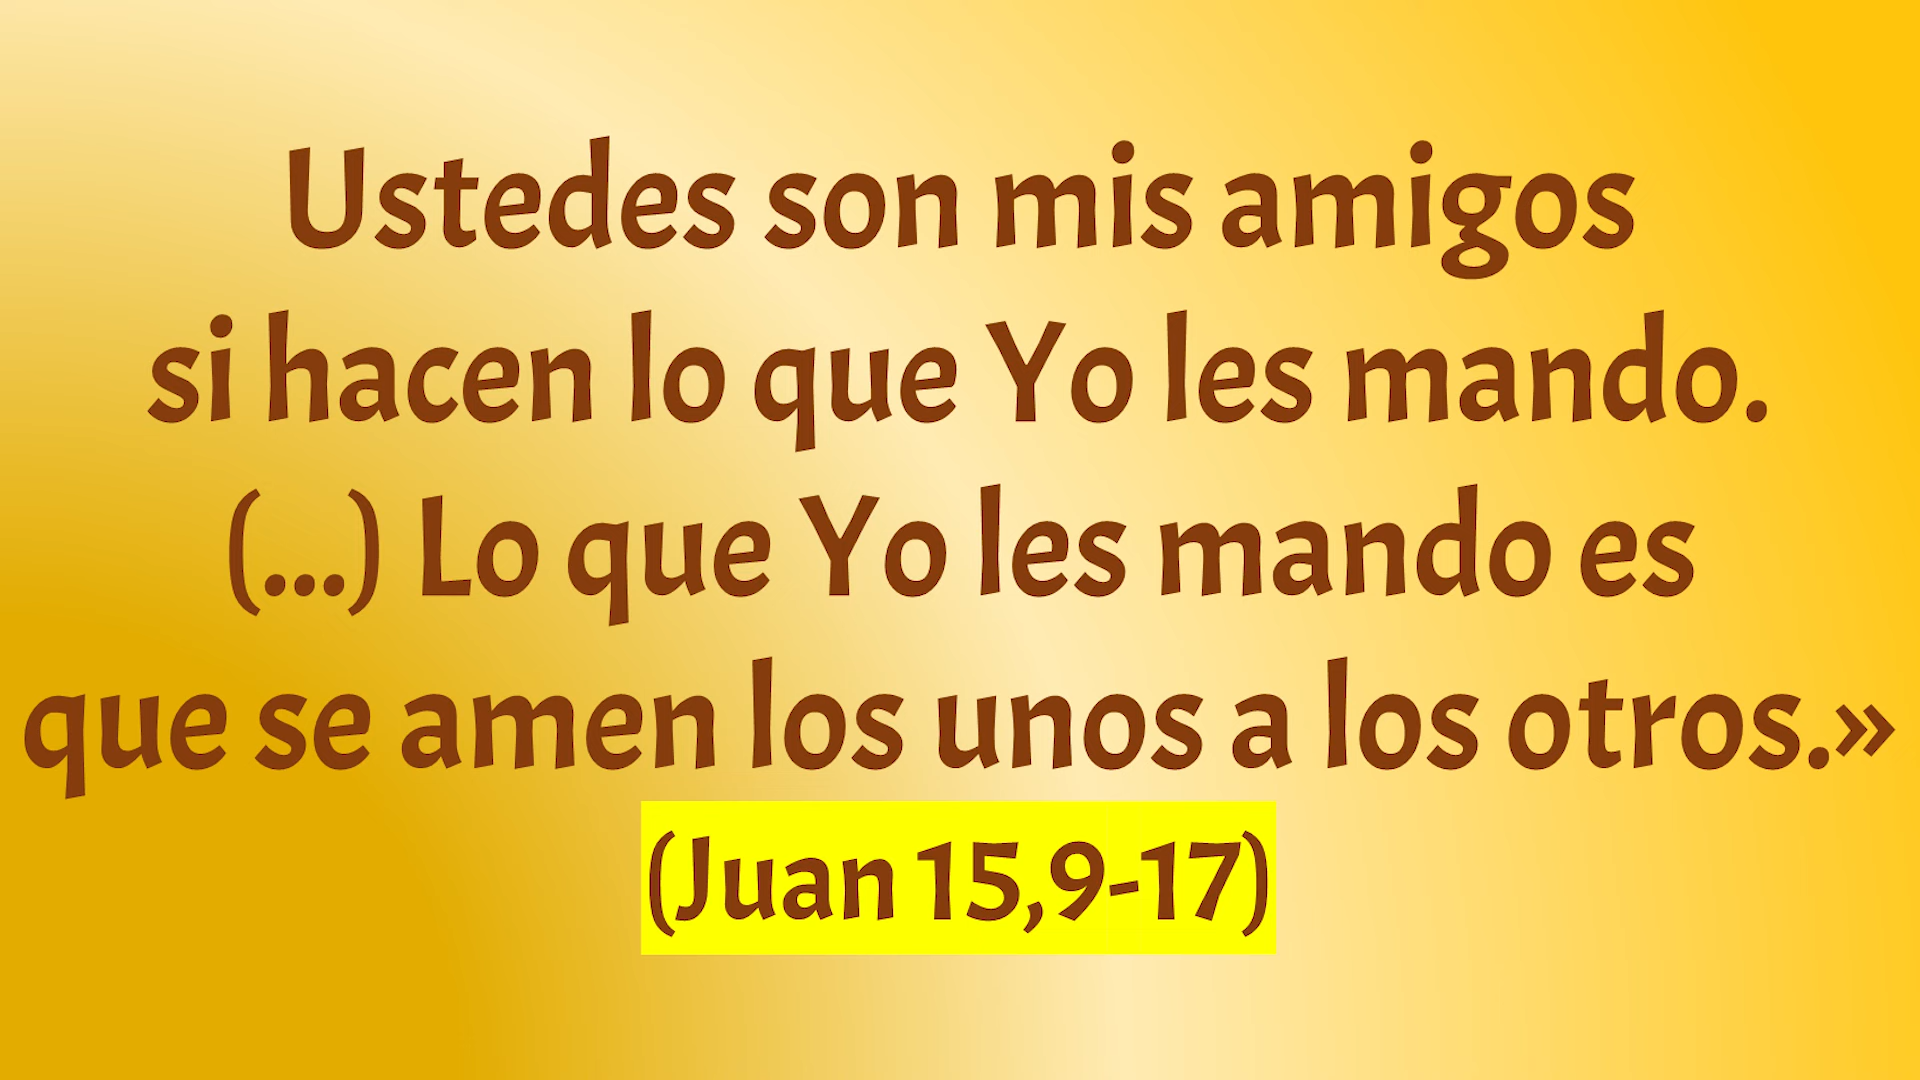 Ustedes son mis amigos
si hacen lo que Yo les mando.
(...) Lo que Yo les mando es
que se amen los unos a los otros.»
(Juan 15,9-17)